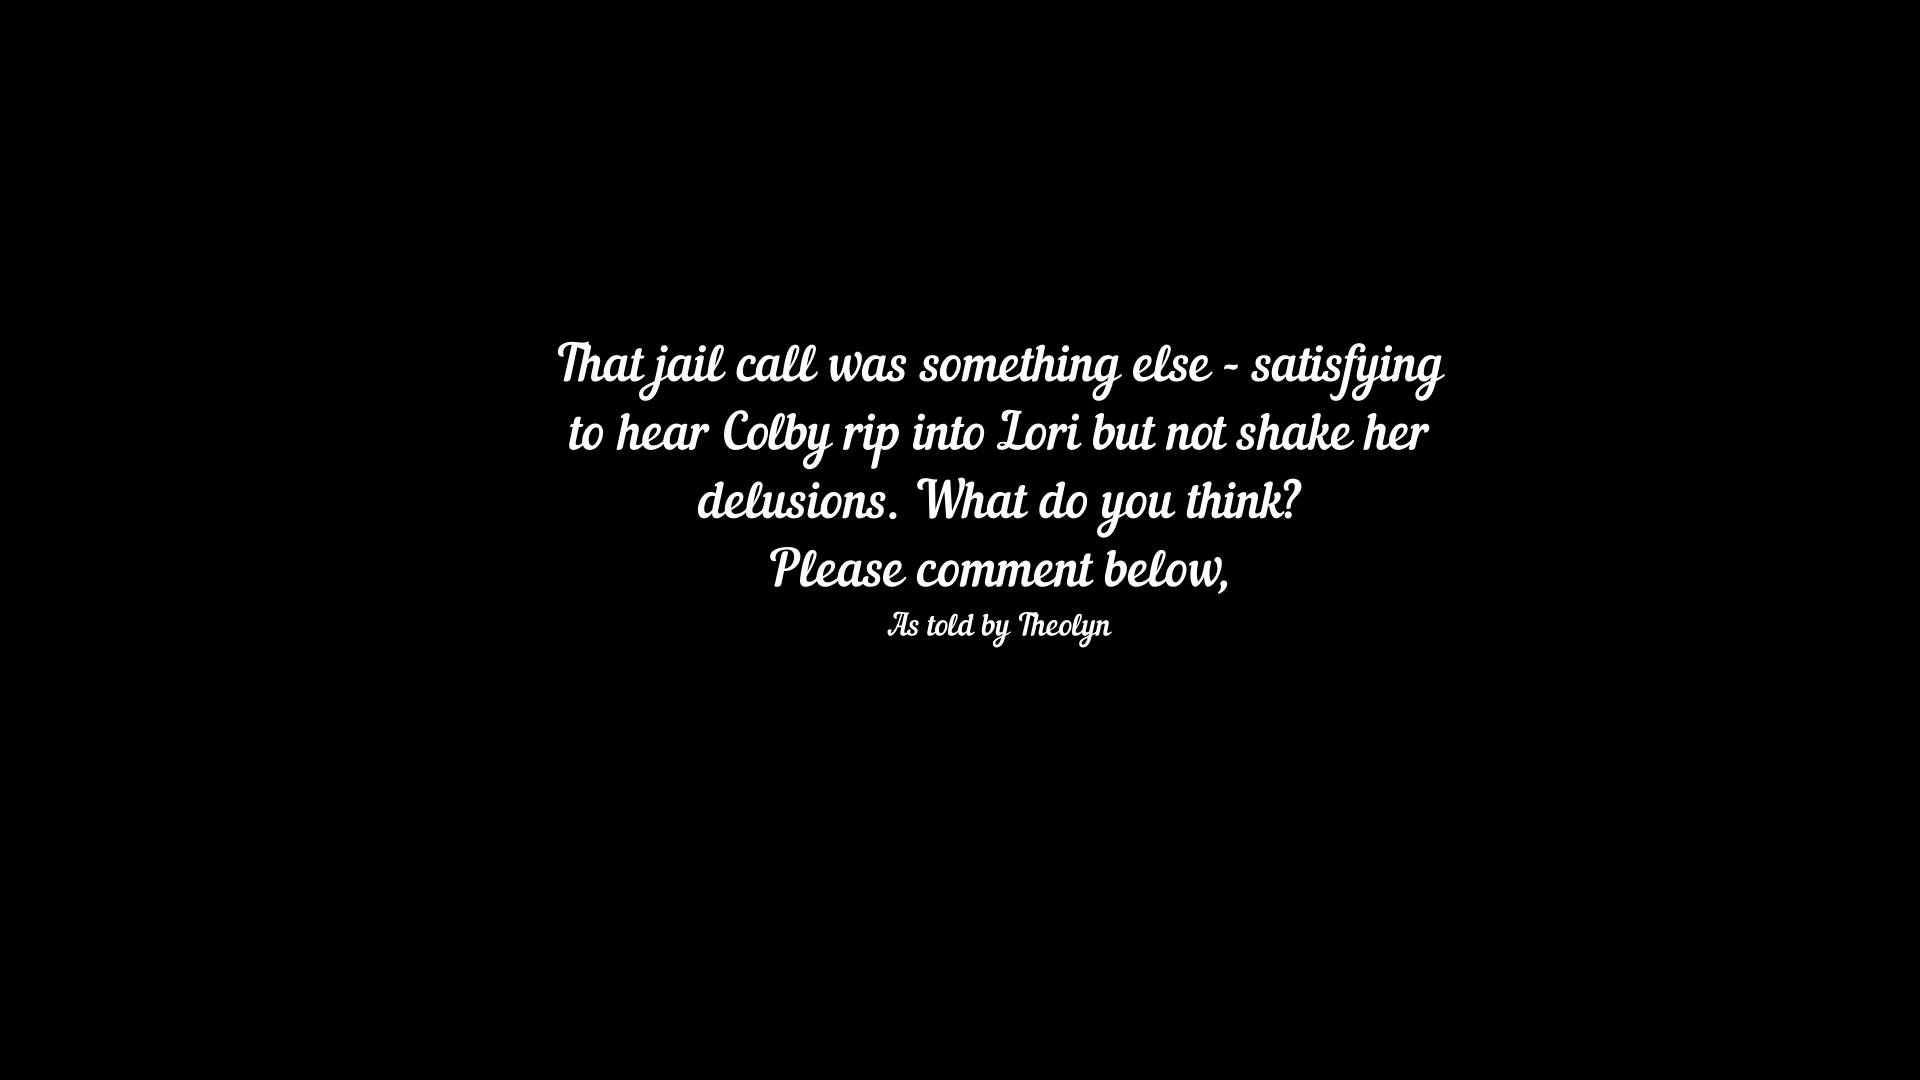 That jail call was something else - satisfying
to hear Colby rip into Lori but not shake her
delusions. What do you think?
Please comment below,
As told by Theolyn